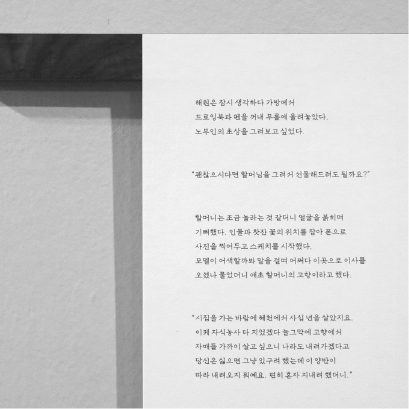 해원은 잠시 생각하다 가방에서
드로잉북과 펜을 꺼내 무릎에 올려놓았다.
노부인의 초상을 그려보고 싶었다.
"괜찮으시다면 할머님을 그려서 선물해드려도 될까요?"
할머니는 조금 놀라는 것 같더니 얼굴을 붉히며
기뻐했다. 인물과 찻잔 꽃의 위치를 잡아 폰으로
사진을 찍어두고 스케치를 시작했다.
모델이 어색할까봐 말을 걸며 어쩌다 이곳으로 이사를
오셨나 물었더니 애초 할머니의 고향이라고 했다.
"시집을 가는 바람에 혜천에서 사십 년을 살았지요.
이제 자식농사 다 지었겠다 늘그막에 고향에서
자매들 가까이 살고 싶으니 나라도 내려가겠다고
당신은 싫으면 그냥 있구려 했는데 이 양반이
따라 내려오지 뭐예요. 편히 혼자 지내려 했더니."